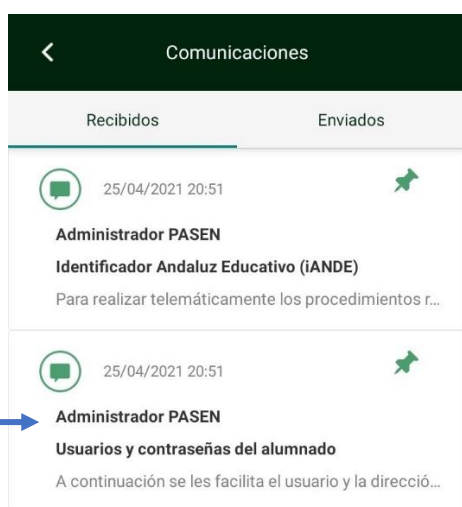 Comunicaciones
Recibidos Enviados
25/04/2021 20:51
Administrador PASEN
Identificador Andaluz Educativo (iANDE)
Para realizar telemáticamente los procedimientos r...
25/04/2021 20:51
Administrador PASEN
Usuarios y contraseñas del alumnado
A continuación se les facilita el usuario y la direcció...